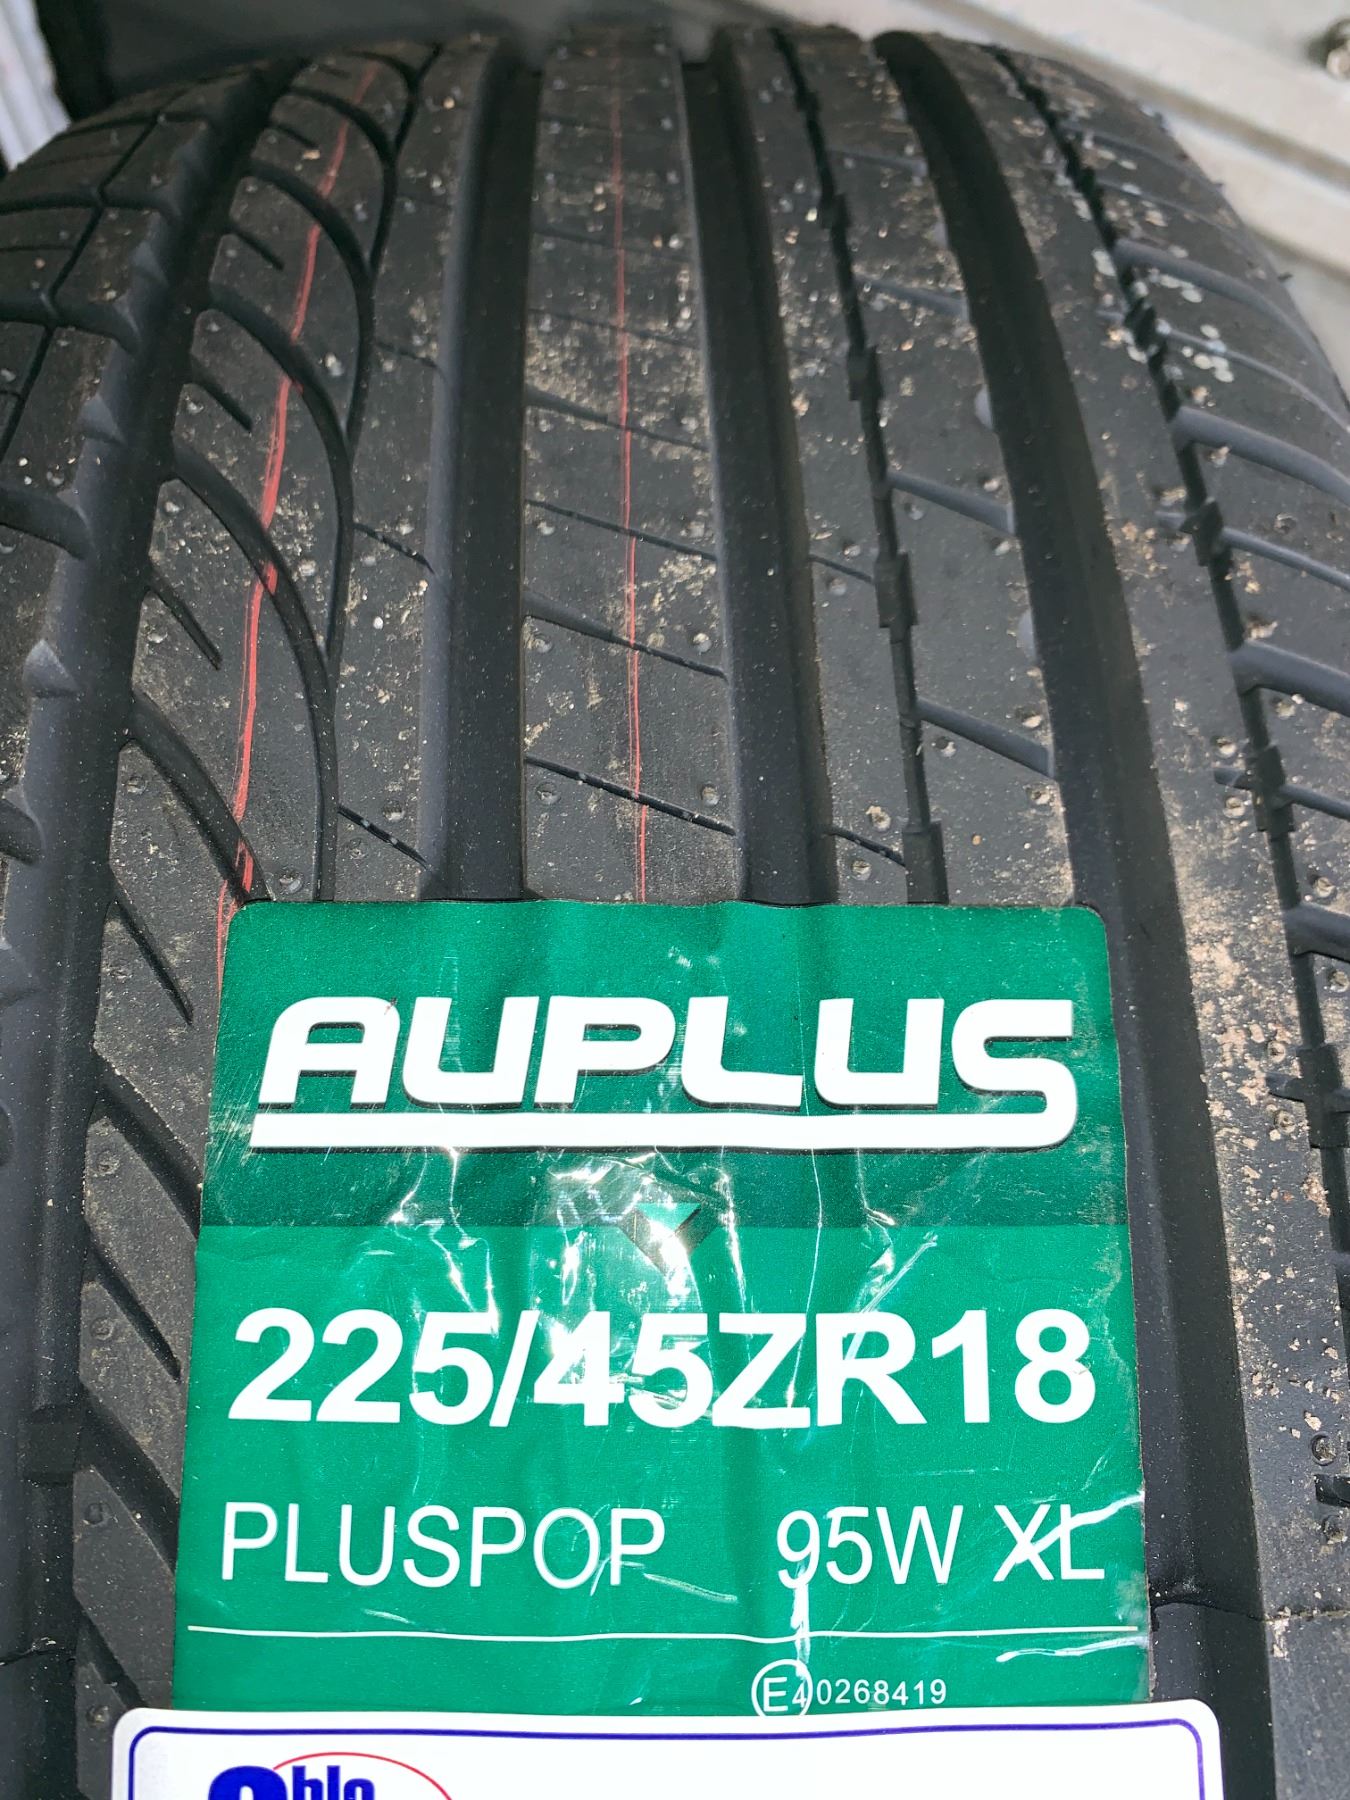 AUPLUS
225/45ZR18
PLUSPOP 95W XL
E4 0268419